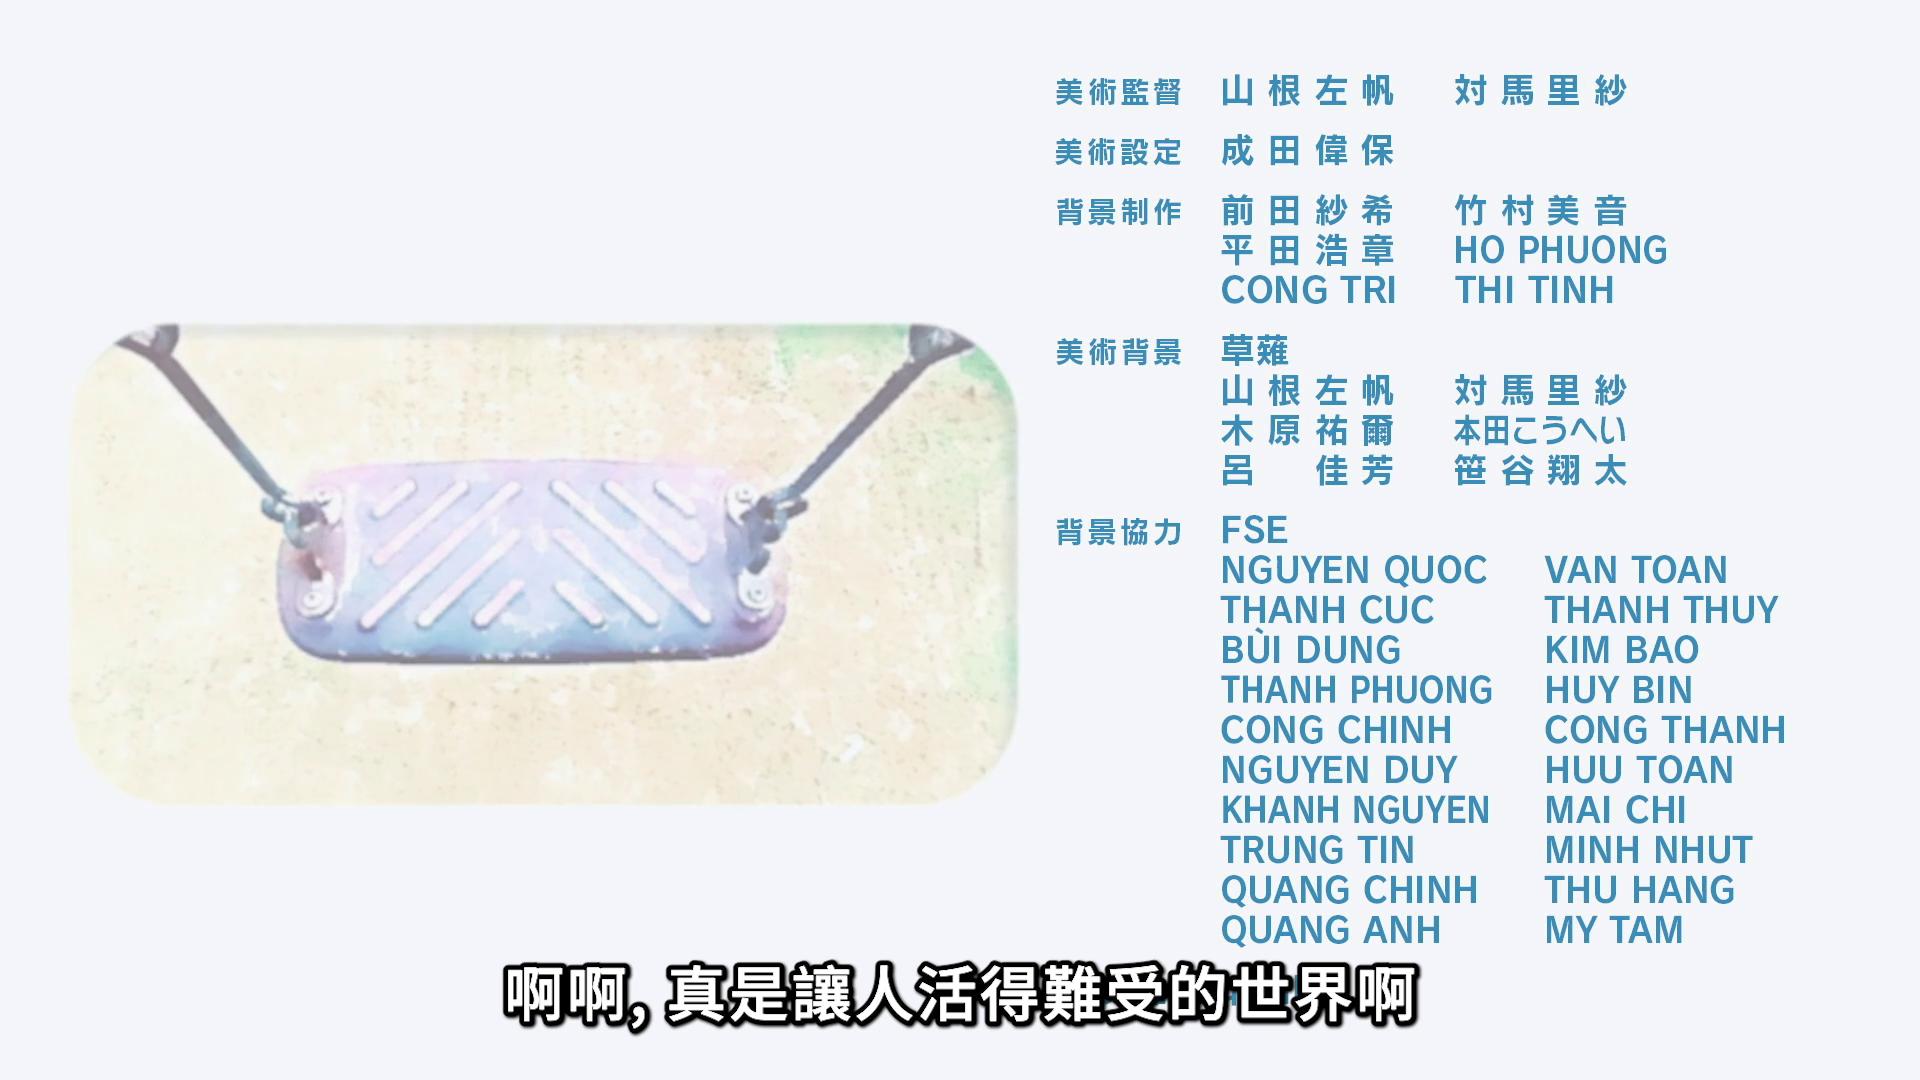 美術監督 山根左帆 対馬里紗
美術設定 成田偉保
背景制作 前田紗希 竹村美音
平田浩章 HO PHUONG
CONG TRI THI TINH
美術背景 草薙
山根左帆 対馬里紗
木原祐爾 本田こうへい
呂 佳芳 笹谷翔太
背景協力 FSE
NGUYEN QUOC VAN TOAN
THANH CUC THANH THUY
BÙI DUNG KIM BAO
THANH PHUONG HUY BIN
CONG CHINH CONG THANH
NGUYEN DUY HUU TOAN
KHANH NGUYEN MAI CHI
TRUNG TIN MINH NHUT
QUANG CHINH THU HANG
QUANG ANH MY TAM
啊啊,真是讓人活得難受的世界啊